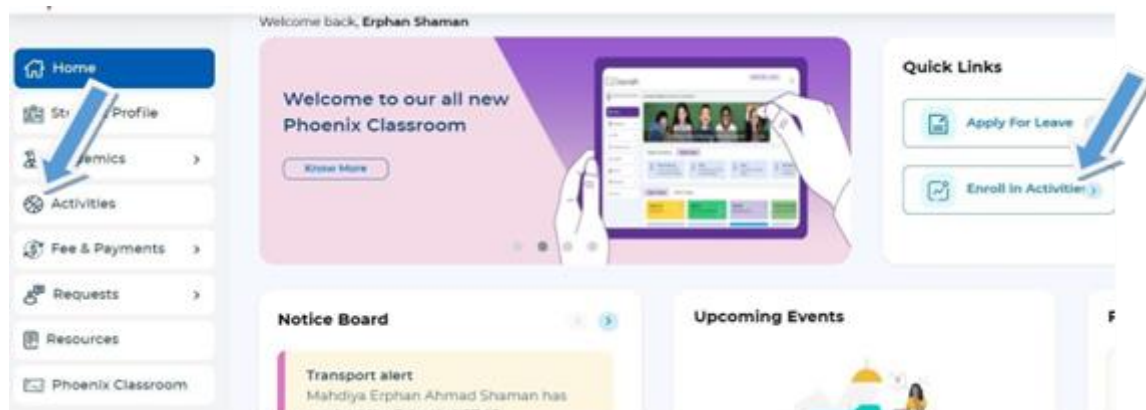 Welcome back, Erphan Shaman
Home
Profile
Academics
Activities
Fee & Payments
Requests
Resources
Phoenix Classroom
Welcome to our all new
Phoenix Classroom
Know More
Quick Links
Apply For Leave
Enroll in Activities
Notice Board
Transport alert
Mahdiya Erphan Ahmad Shaman has
Upcoming Events